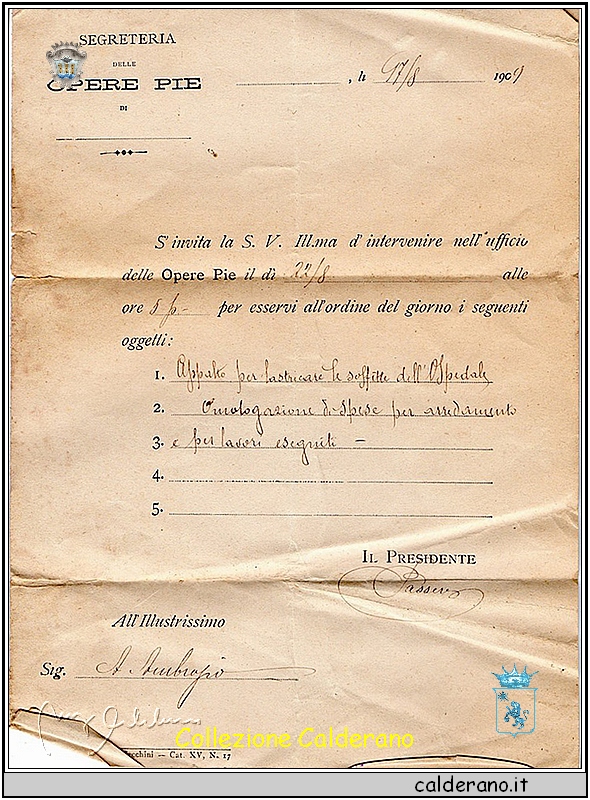 SEGRETERIA
DELLE
OPERE PIE
DI
, li 17/8 1909
S' invita la S. V. Ill.ma d' intervenire nell' ufficio
delle Opere Pie il dì 22/8 alle
ore 5 p.- per esservi all'ordine del giorno i seguenti
oggetti:
1. Appalto per lastricare le soffitte dell'Ospedale
2. Omologazione di spese per arredamento
3. e per lavori eseguiti –
4.
5.
IL PRESIDENTE
All'Illustrissimo
Sig. A Ambrogio
Collezione Calderano
– Cat. XV, N. 17
calderano.it